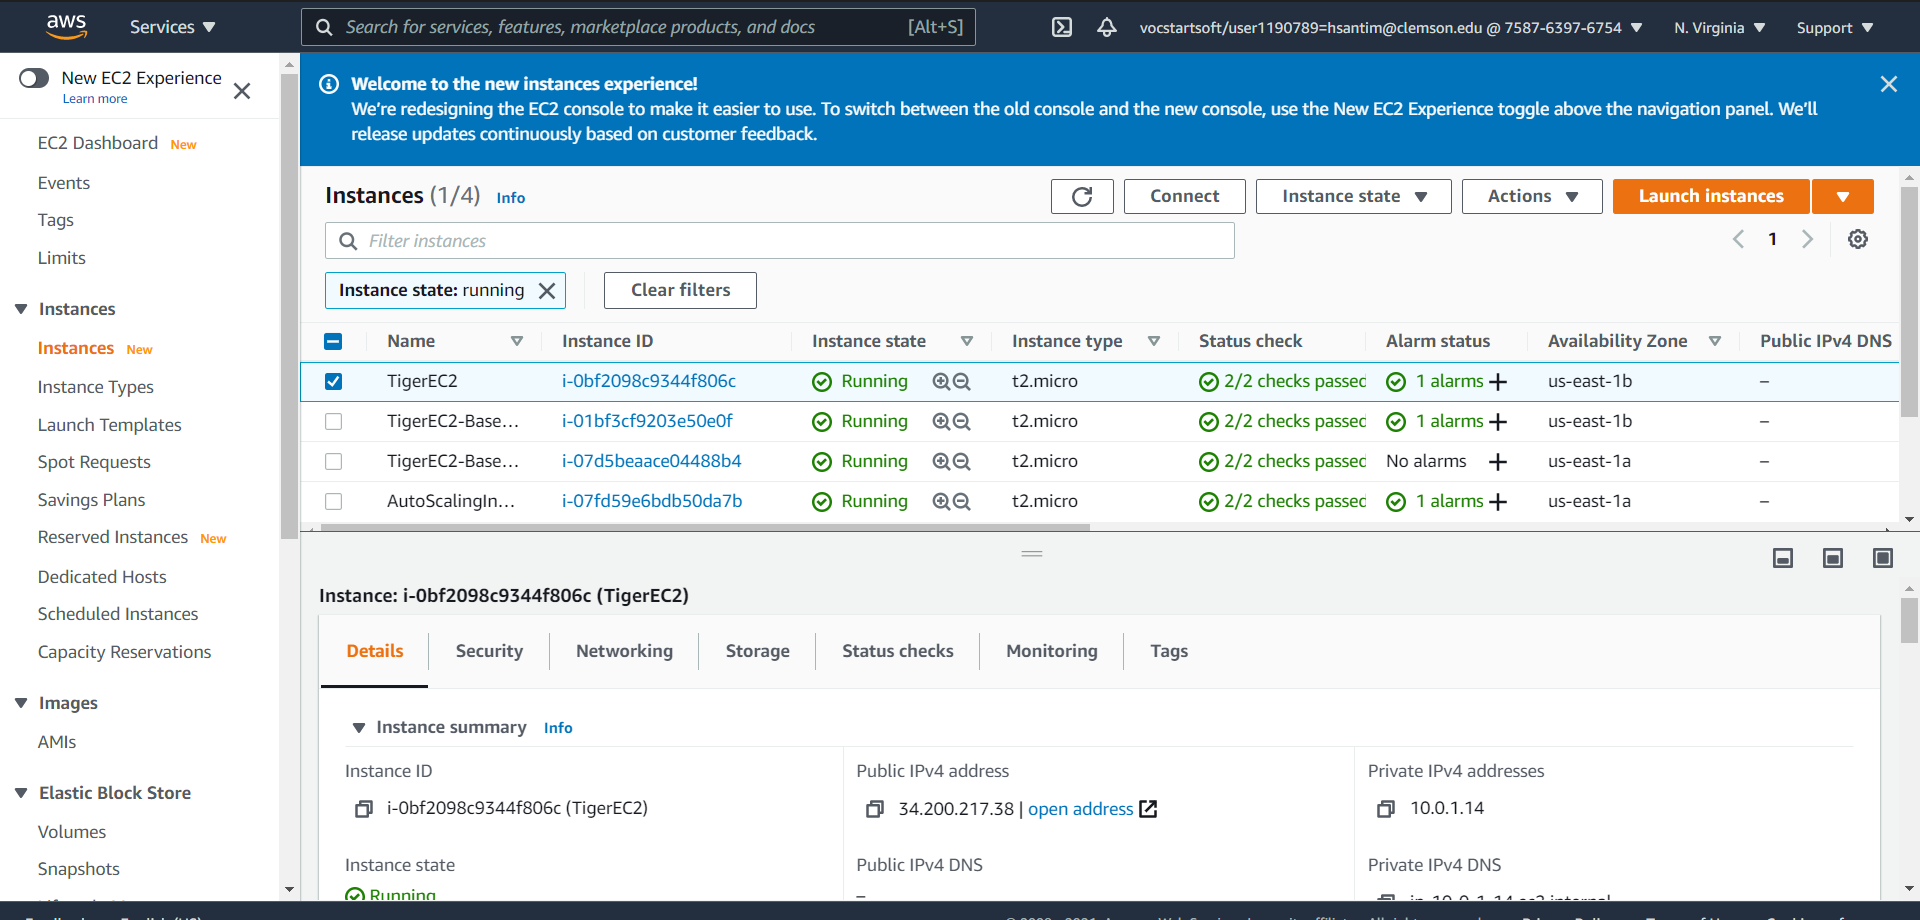 aws
Services
Search for services, features, marketplace products, and docs
[Alt+S]
vocstartsoft/user1190789=hsantim@clemson.edu @ 7587-6397-6754
N. Virginia
Support
New EC2 Experience
Learn more
EC2 Dashboard New
Events
Tags
Limits
Instances
Instances New
Instance Types
Launch Templates
Spot Requests
Savings Plans
Reserved Instances New
Dedicated Hosts
Scheduled Instances
Capacity Reservations
Images
AMIs
Elastic Block Store
Volumes
Snapshots
Welcome to the new instances experience!
We're redesigning the EC2 console to make it easier to use. To switch between the old console and the new console, use the New EC2 Experience toggle above the navigation panel. We'll
release updates continuously based on customer feedback.
Instances (1/4) Info
Connect
Instance state
Actions
Launch instances
Filter instances
1
Instance state: running
Clear filters
Name Instance ID Instance state Instance type Status check Alarm status Availability Zone Public IPv4 DNS
TigerEC2 i-0bf2098c9344f806c Running t2.micro 2/2 checks passed 1 alarms us-east-1b –
TigerEC2-Base... i-01bf3cf9203e50e0f Running t2.micro 2/2 checks passed 1 alarms us-east-1b –
TigerEC2-Base... i-07d5beaace04488b4 Running t2.micro 2/2 checks passed No alarms us-east-1a –
AutoScalingIn... i-07fd59e6bdb50da7b Running t2.micro 2/2 checks passed 1 alarms us-east-1a –
Instance: i-0bf2098c9344f806c (TigerEC2)
Details
Security
Networking
Storage
Status checks
Monitoring
Tags
Instance summary Info
Instance ID
i-0bf2098c9344f806c (TigerEC2)
Public IPv4 address
34.200.217.38 | open address
Private IPv4 addresses
10.0.1.14
Instance state
Running
Public IPv4 DNS
–
Private IPv4 DNS